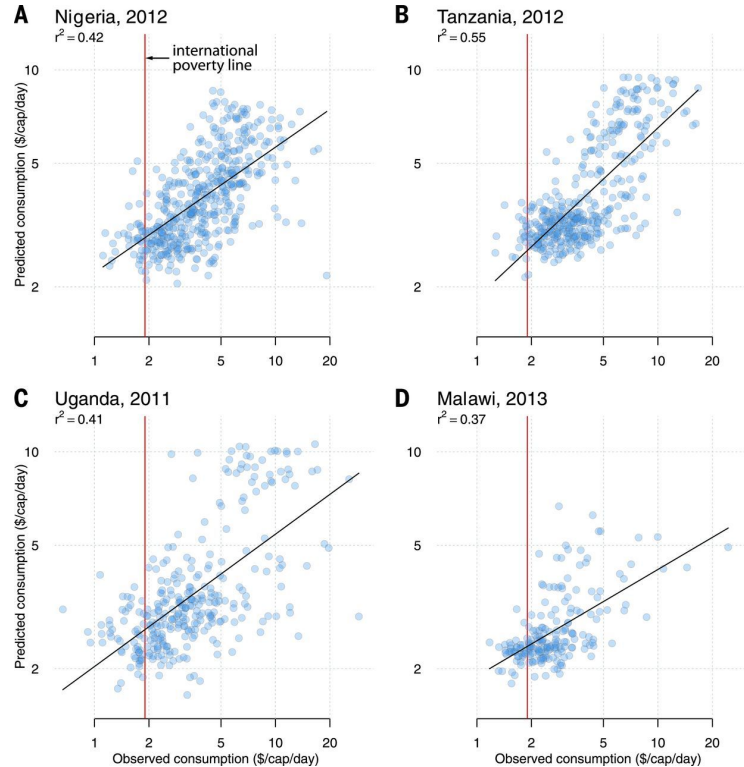 A Nigeria, 2012
r² = 0.42
international
poverty line
Predicted consumption ($/cap/day)
10
5
2
1 2 5 10 20
B Tanzania, 2012
r² = 0.55
10
5
2
1 2 5 10 20
C Uganda, 2011
r² = 0.41
Predicted consumption ($/cap/day)
10
5
2
1 2 5 10 20
Observed consumption ($/cap/day)
D Malawi, 2013
r² = 0.37
10
5
2
1 2 5 10 20
Observed consumption ($/cap/day)